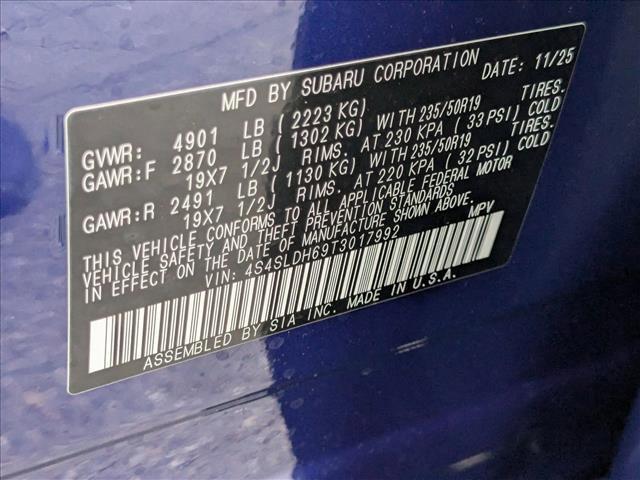 MFD BY SUBARU CORPORATION DATE: 11/25
GVWR: 4901 LB ( 2223 KG)
GAWR:F 2870 LB ( 1302 KG) WITH 235/50R19 TIRES.
19X7 1/2J RIMS. AT 230 KPA ( 33 PSI) COLD
GAWR:R 2491 LB ( 1130 KG) WITH 235/50R19 TIRES.
19X7 1/2J RIMS. AT 220 KPA ( 32 PSI) COLD.
THIS VEHICLE CONFORMS TO ALL APPLICABLE FEDERAL MOTOR
VEHICLE SAFETY AND THEFT PREVENTION STANDARDS
IN EFFECT ON THE DATE OF MANUFACTURE SHOWN ABOVE.
VIN: 4S4SLDH69T3017992 MPV
ASSEMBLED BY SIA INC. MADE IN U.S.A.